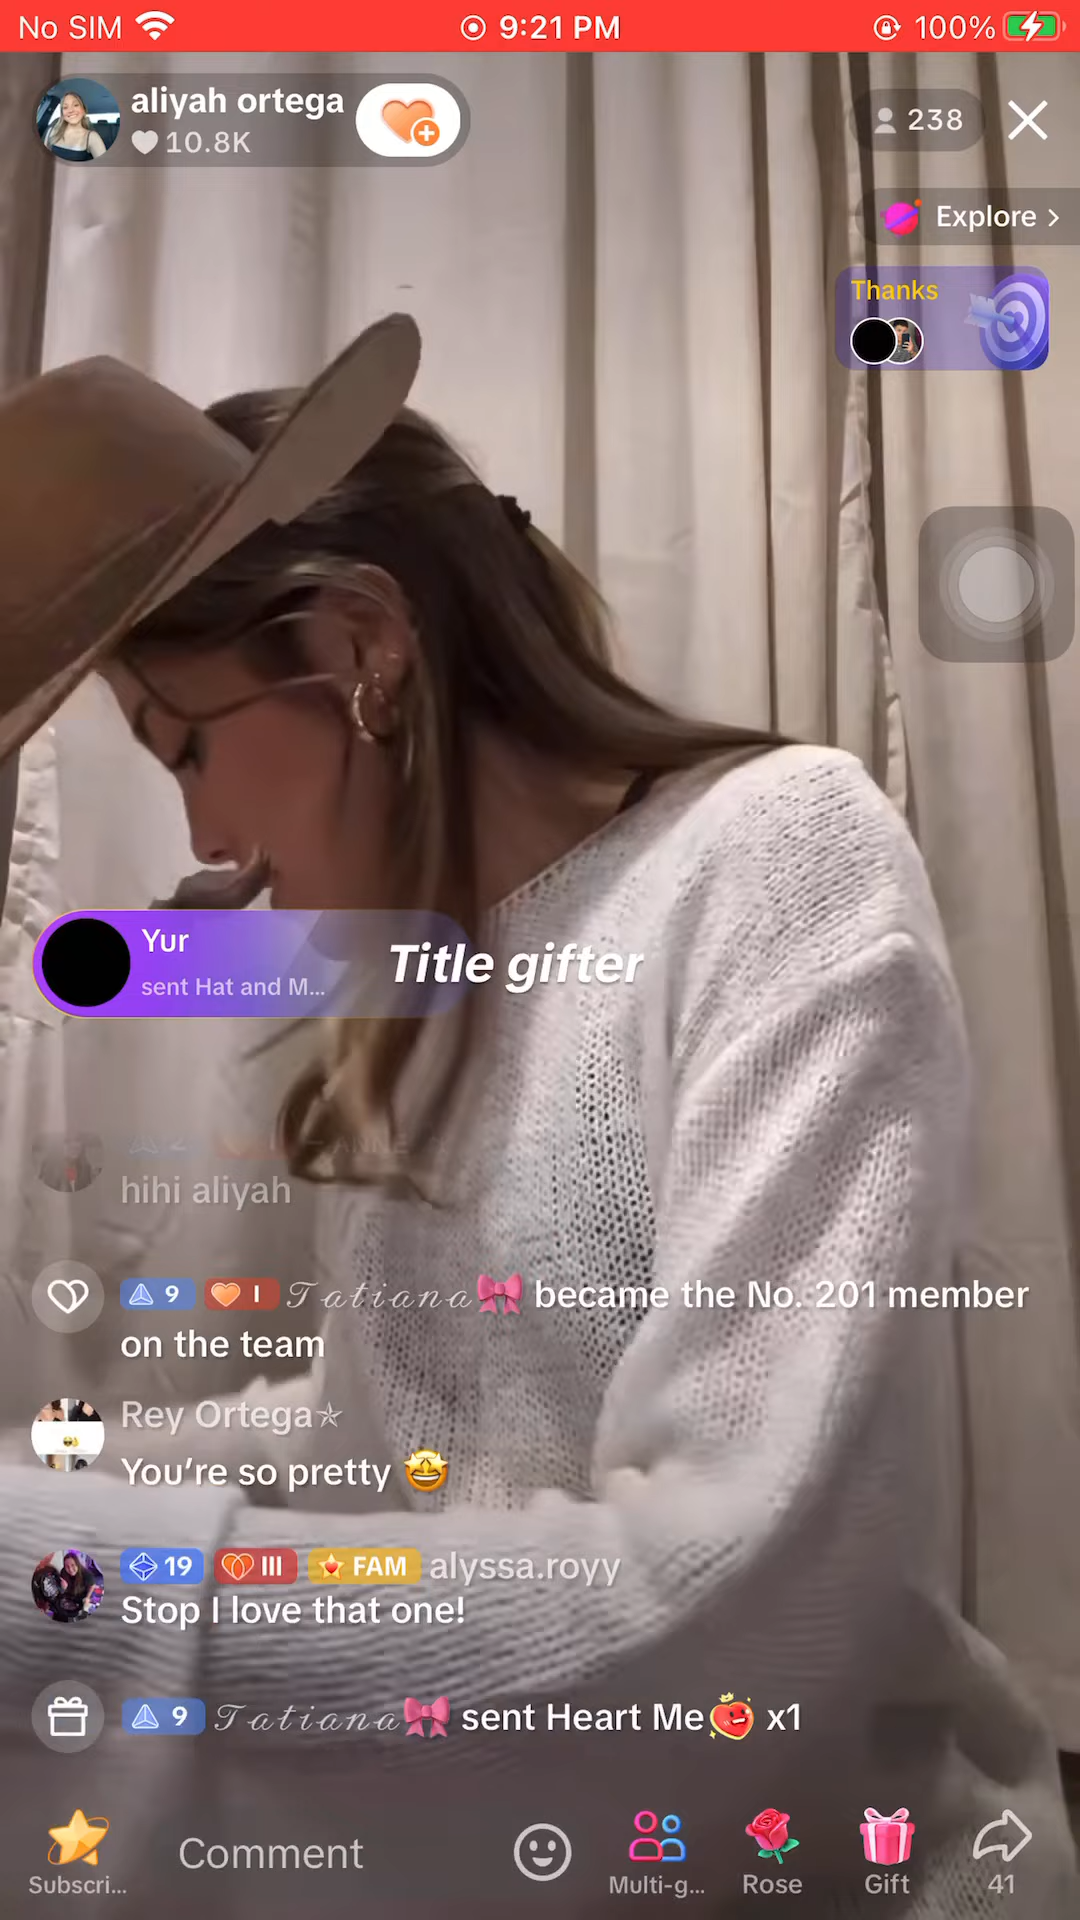 No SIM 9:21 PM 100%
aliyah ortega
10.8K
238
Explore >
Thanks
Yur
sent Hat and M...
Title gifter
ANNE
hihi aliyah
9 I 𝒯𝒶𝓉𝒾𝒶𝓃𝒶🎀 became the No. 201 member
on the team
Rey Ortega✯
You're so pretty 🤩
19 III FAM alyssa.royy
Stop I love that one!
9 𝒯𝒶𝓉𝒾𝒶𝓃𝒶🎀 sent Heart Me x1
Comment
Subscri... Multi-g... Rose Gift 41